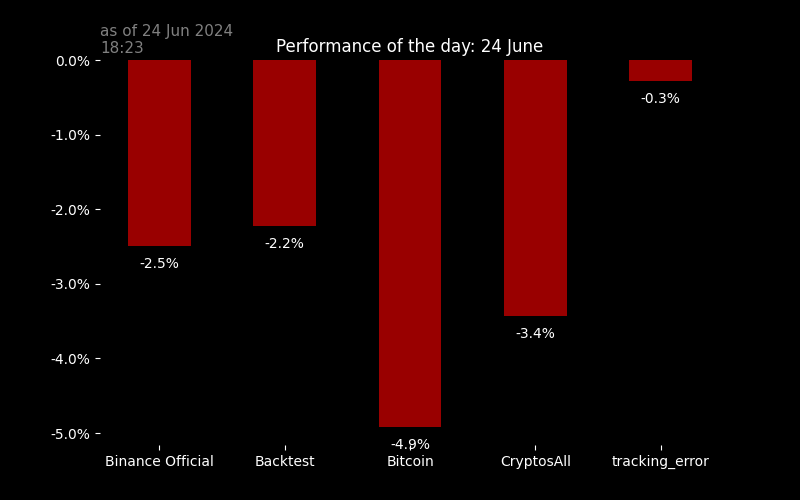 as of 24 Jun 2024
18:23
Performance of the day: 24 June
0.0%
-1.0%
-2.0%
-3.0%
-4.0%
-5.0%
-2.5%
-2.2%
-4.9%
-3.4%
-0.3%
Binance Official
Backtest
Bitcoin
CryptosAll
tracking_error